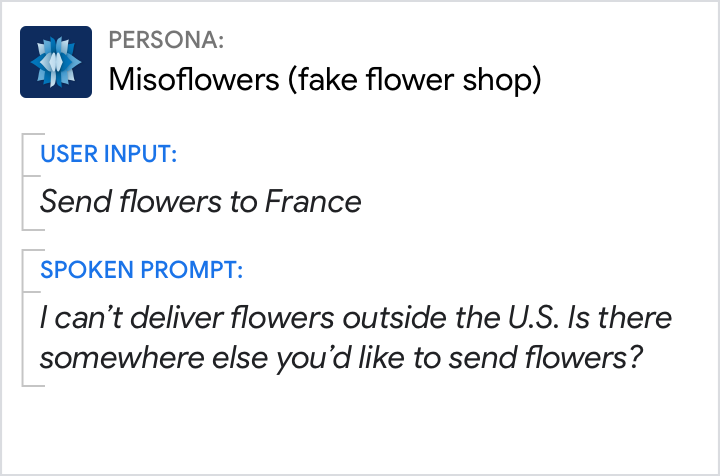 PERSONA:
Misoflowers (fake flower shop)
USER INPUT:
Send flowers to France
SPOKEN PROMPT:
I can’t deliver flowers outside the U.S. Is there
somewhere else you’d like to send flowers?